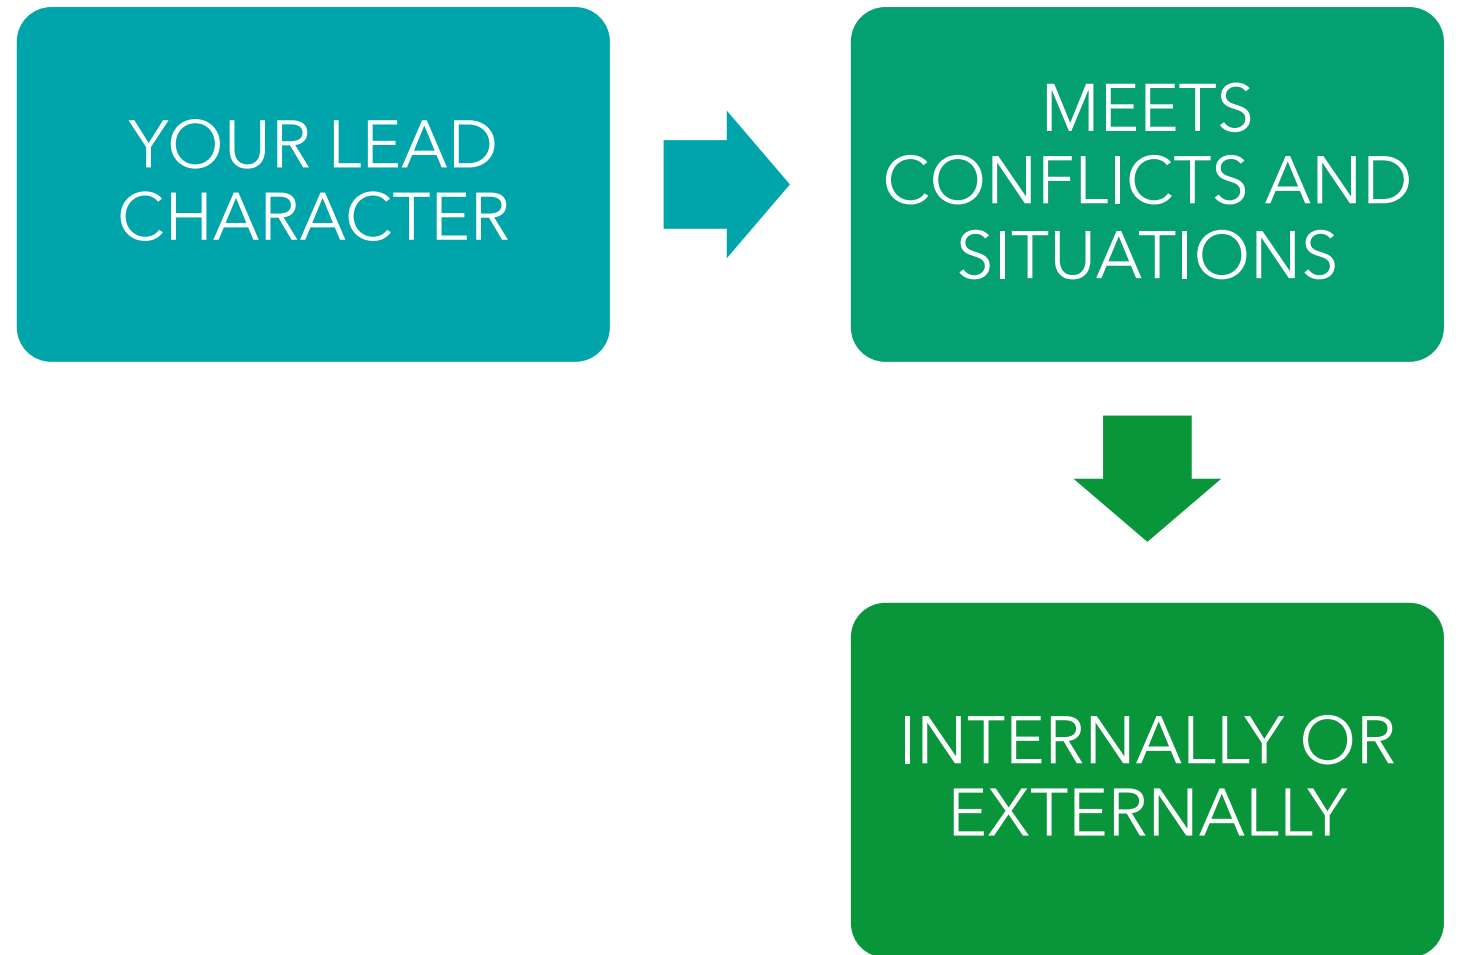 YOUR LEAD
CHARACTER
MEETS
CONFLICTS AND
SITUATIONS
INTERNALLY OR
EXTERNALLY